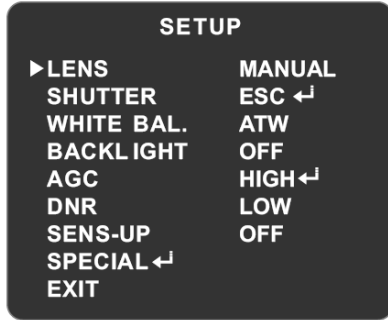 SETUP
▶LENS MANUAL
SHUTTER ESC ↲
WHITE BAL. ATW
BACKLIGHT OFF
AGC HIGH↲
DNR LOW
SENS-UP OFF
SPECIAL↲
EXIT